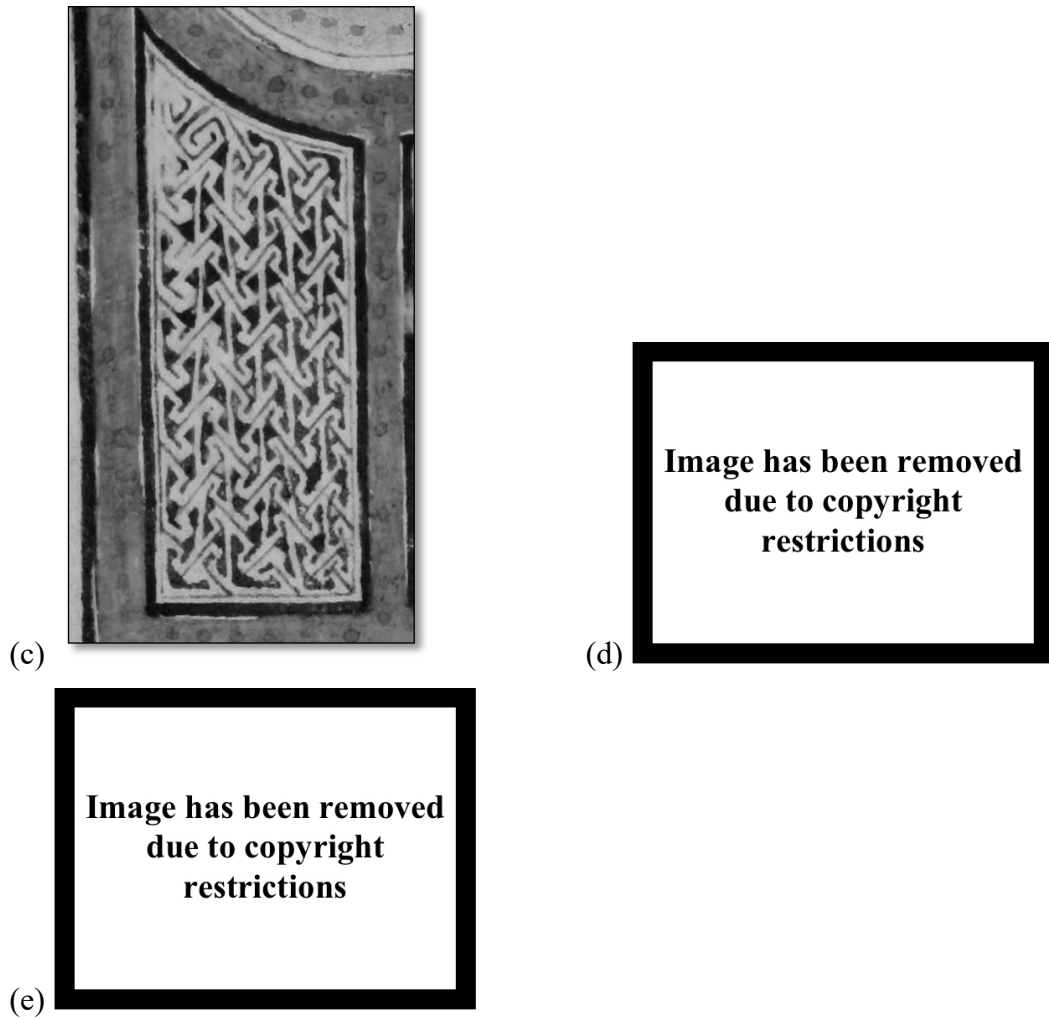 (c)
Image has been removed
due to copyright
restrictions
(d)
Image has been removed
due to copyright
restrictions
(e)